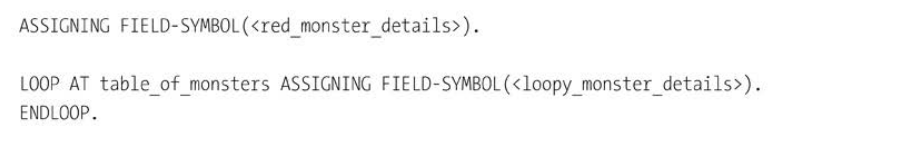 ASSIGNING FIELD-SYMBOL(<red_monster_details>).
LOOP AT table_of_monsters ASSIGNING FIELD-SYMBOL(<loopy_monster_details>).
ENDLOOP.